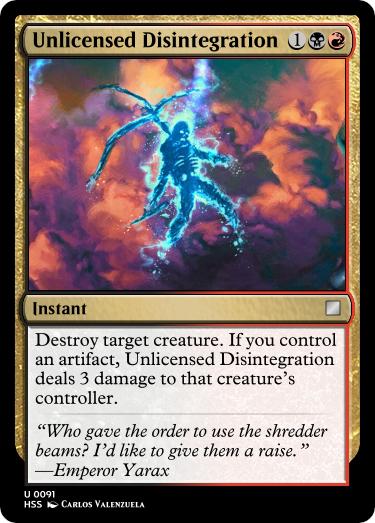 Unlicensed Disintegration 1
Instant
Destroy target creature. If you control
an artifact, Unlicensed Disintegration
deals 3 damage to that creature's
controller.
“Who gave the order to use the shredder
beams? I'd like to give them a raise.”
—Emperor Yarax
U 0091
HSS Carlos Valenzuela